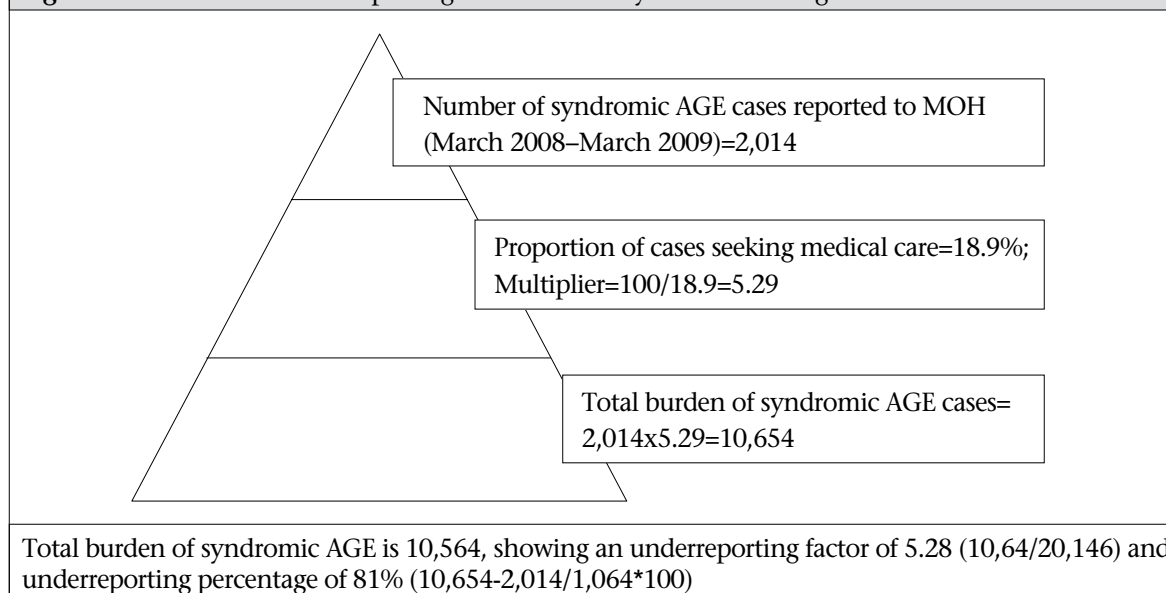 Number of syndromic AGE cases reported to MOH
(March 2008–March 2009)=2,014
Proportion of cases seeking medical care=18.9%;
Multiplier=100/18.9=5.29
Total burden of syndromic AGE cases=
2,014x5.29=10,654
Total burden of syndromic AGE is 10,564, showing an underreporting factor of 5.28 (10,64/20,146) and
underreporting percentage of 81% (10,654-2,014/1,064*100)